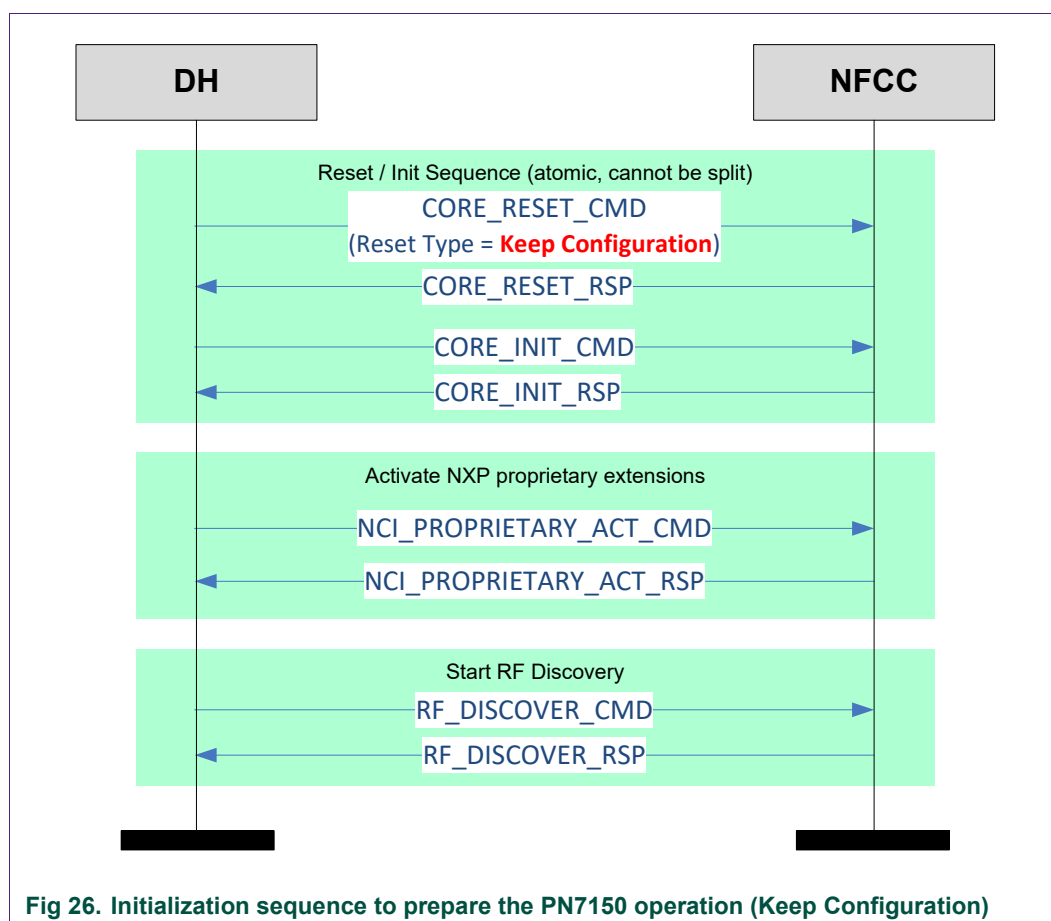 DH
NFCC
Reset / Init Sequence (atomic, cannot be split)
CORE_RESET_CMD
(Reset Type = Keep Configuration)
CORE_RESET_RSP
CORE_INIT_CMD
CORE_INIT_RSP
Activate NXP proprietary extensions
NCI_PROPRIETARY_ACT_CMD
NCI_PROPRIETARY_ACT_RSP
Start RF Discovery
RF_DISCOVER_CMD
RF_DISCOVER_RSP
Fig 26. Initialization sequence to prepare the PN7150 operation (Keep Configuration)